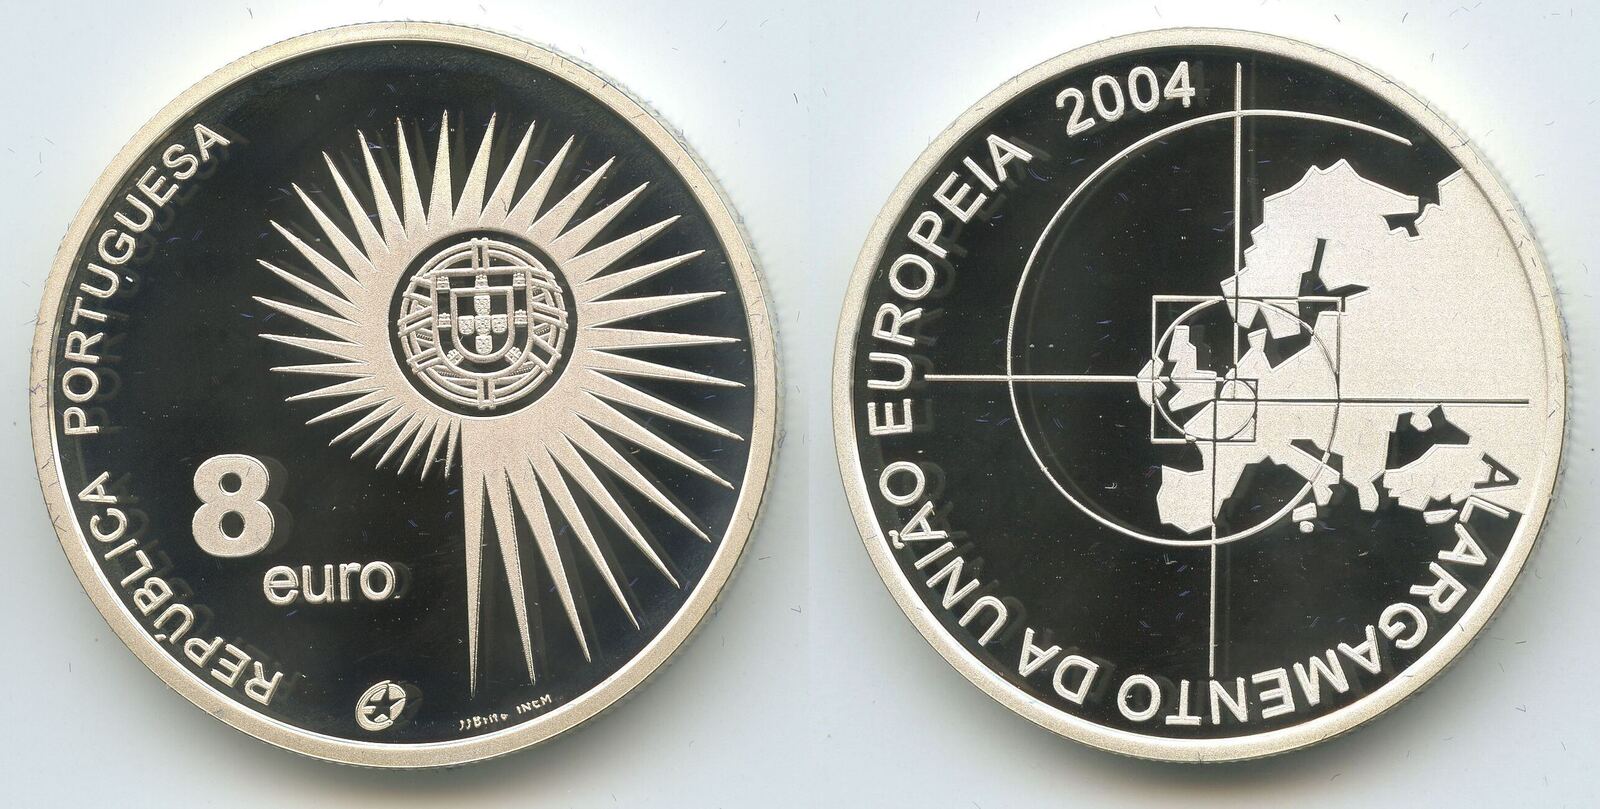 REPÚBLICA PORTUGUESA
8
euro
INCM
ALARGAMENTO DA UNIÃO EUROPEIA 2004